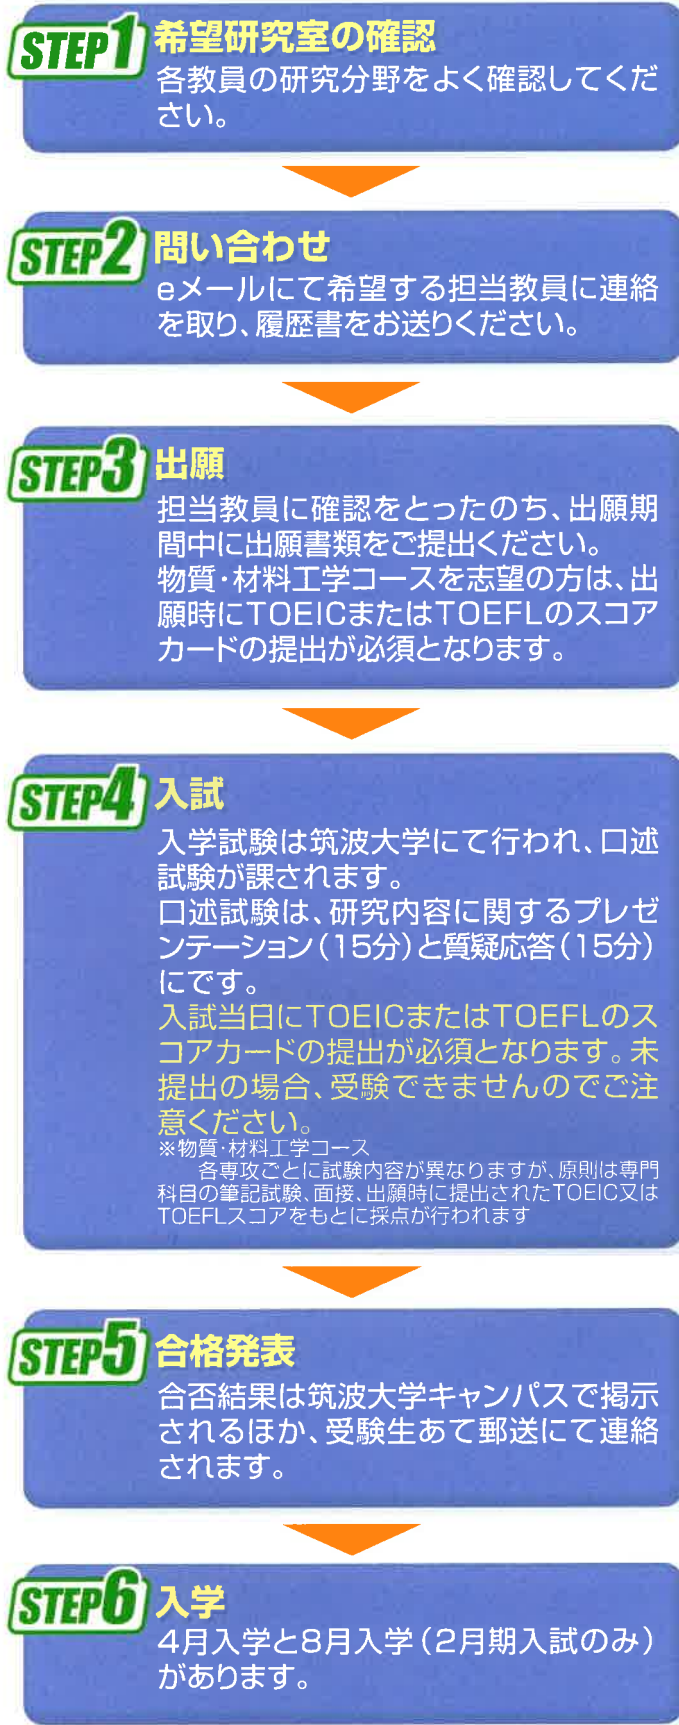 STEP1 希望研究室の確認
各教員の研究分野をよく確認してくだ
さい。
STEP2 問い合わせ
eメールにて希望する担当教員に連絡
を取り、履歴書をお送りください。
STEP3 出願
担当教員に確認をとったのち、出願期
間中に出願書類をご提出ください。
物質・材料工学コースを志望の方は、出
願時にTOEICまたはTOEFLのスコア
カードの提出が必須となります。
STEP4 入試
入学試験は筑波大学にて行われ、口述
試験が課されます。
口述試験は、研究内容に関するプレゼ
ンテーション（15分）と質疑応答（15分）
にです。
入試当日にTOEICまたはTOEFLのス
コアカードの提出が必須となります。未
提出の場合、受験できませんのでご注
意ください。
※物質・材料工学コース
各専攻ごとに試験内容が異なりますが、原則は専門
科目の筆記試験、面接、出願時に提出されたTOEIC又は
TOEFLスコアをもとに採点が行われます
STEP5 合格発表
合否結果は筑波大学キャンパスで掲示
されるほか、受験生あて郵送にて連絡
されます。
STEP6 入学
4月入学と8月入学（2月期入試のみ）
があります。